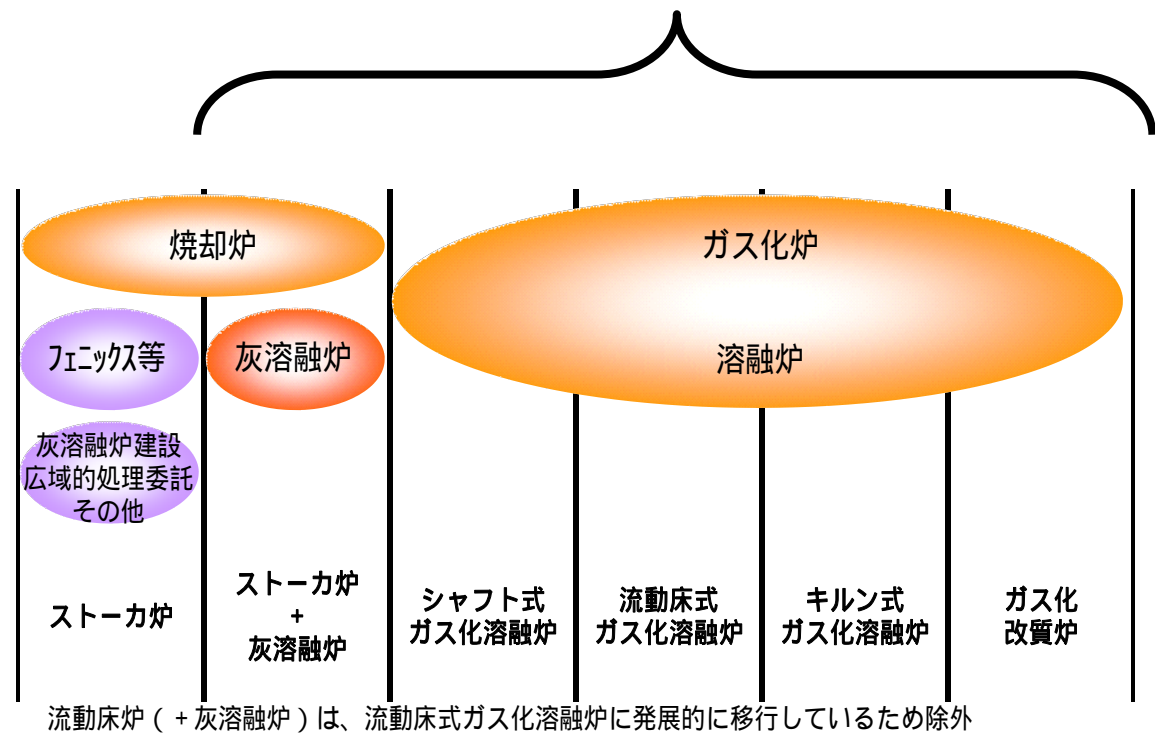 焼却炉
ガス化炉
フェニックス等
灰溶融炉
溶融炉
灰溶融炉建設
広域的処理委託
その他
ストーカ炉
ストーカ炉
+
灰溶融炉
シャフト式
ガス化溶融炉
流動床式
ガス化溶融炉
キルン式
ガス化溶融炉
ガス化
改質炉
流動床炉(+灰溶融炉)は、流動床式ガス化溶融炉に発展的に移行しているため除外